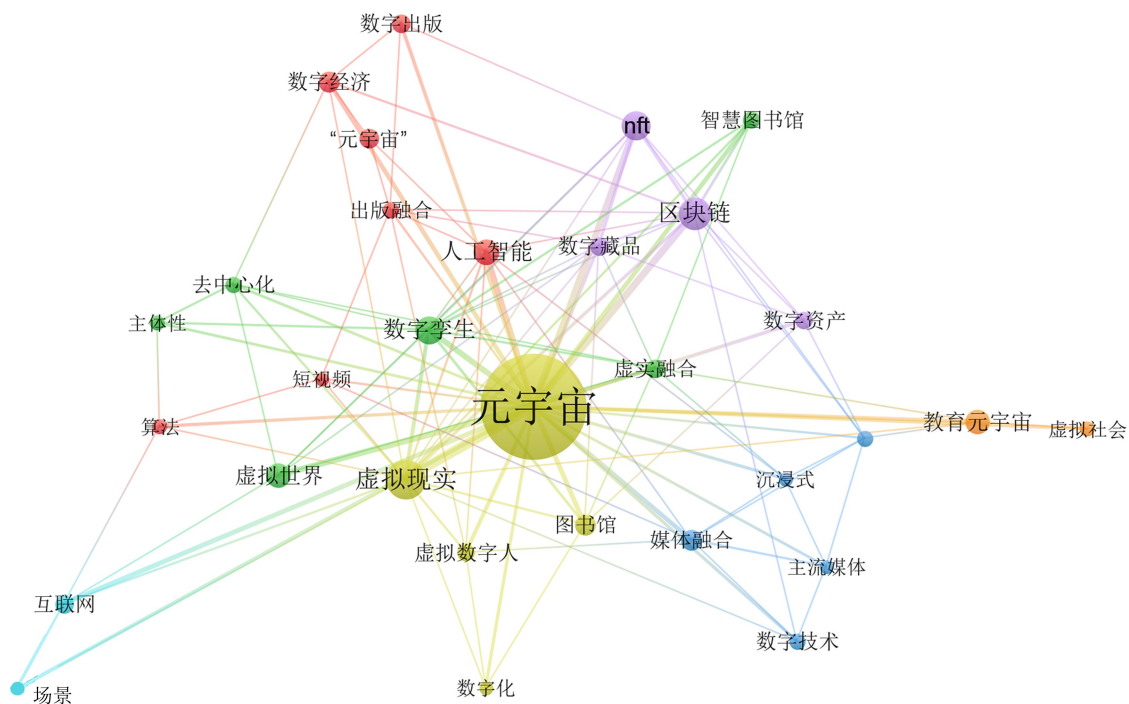 数字出版
数字经济
“元宇宙”
nft
智慧图书馆
出版融合
区块链
人工智能
数字藏品
去中心化
主体性
数字孪生
数字资产
短视频
虚实融合
元宇宙
算法
教育元宇宙
虚拟社会
虚拟世界
虚拟现实
沉浸式
图书馆
媒体融合
虚拟数字人
主流媒体
互联网
数字技术
数字化
场景